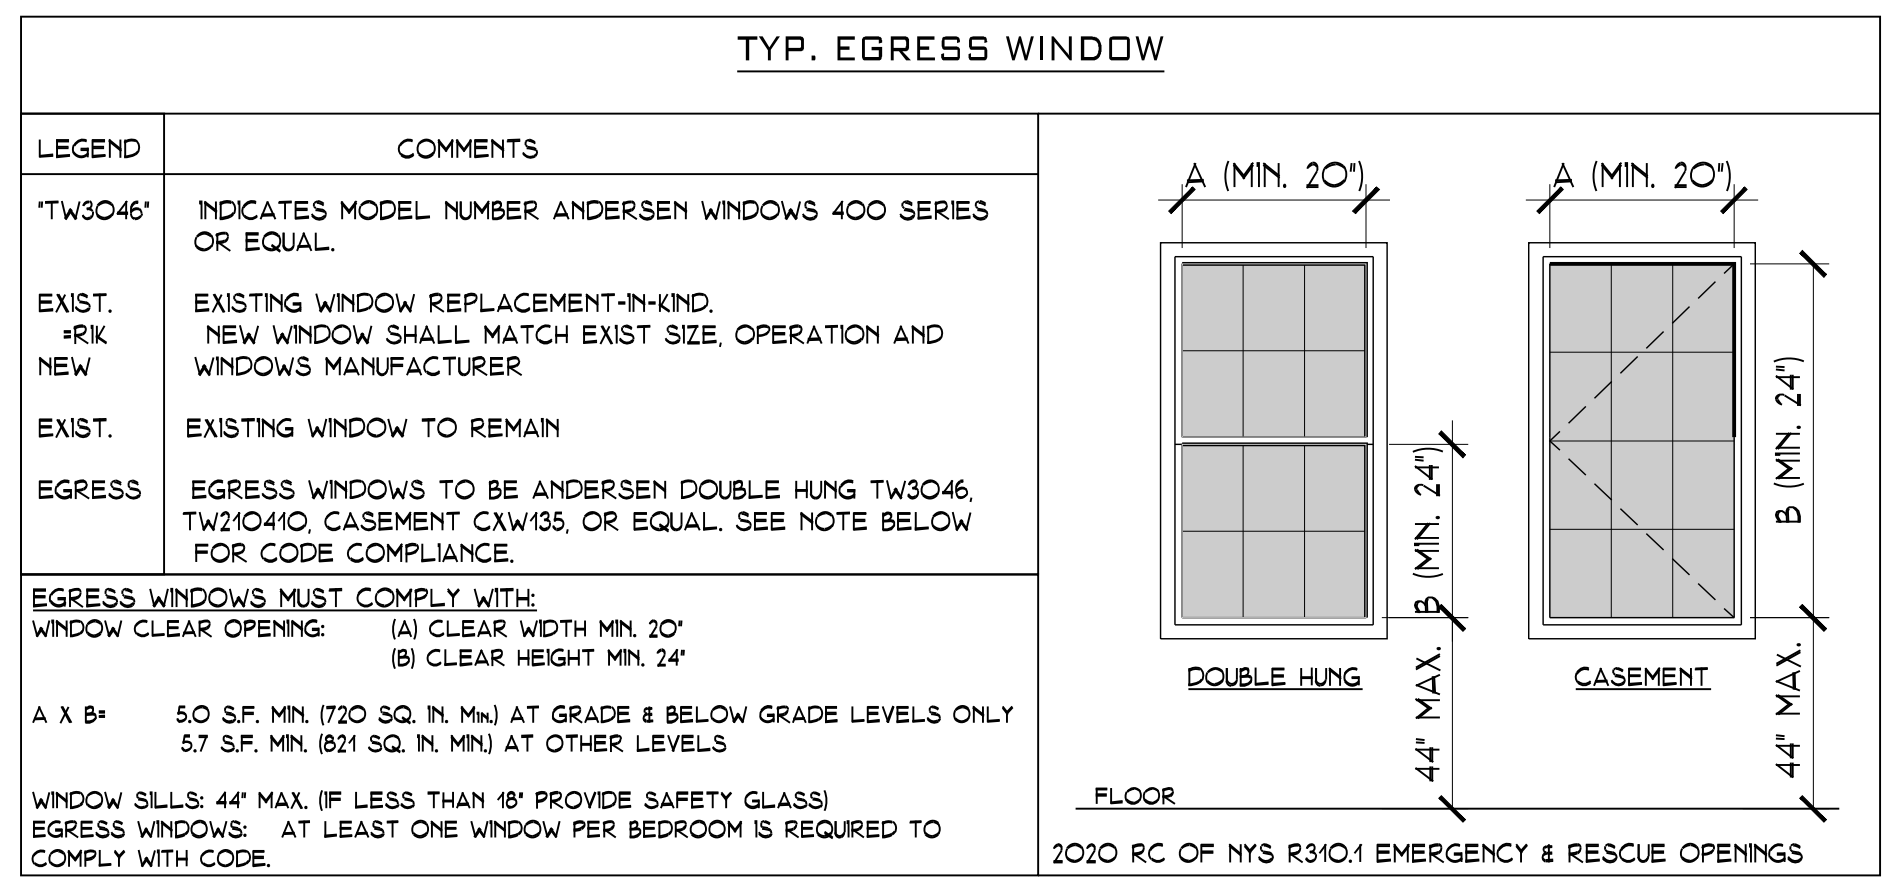 TYP. EGRESS WINDOW
LEGEND COMMENTS
"TW3046" INDICATES MODEL NUMBER ANDERSEN WINDOWS 400 SERIES
OR EQUAL.
EXIST. EXISTING WINDOW REPLACEMENT-IN-KIND.
=RIK NEW WINDOW SHALL MATCH EXIST SIZE, OPERATION AND
NEW WINDOWS MANUFACTURER
EXIST. EXISTING WINDOW TO REMAIN
EGRESS EGRESS WINDOWS TO BE ANDERSEN DOUBLE HUNG TW3046,
TW210410, CASEMENT CXW135, OR EQUAL. SEE NOTE BELOW
FOR CODE COMPLIANCE.
EGRESS WINDOWS MUST COMPLY WITH:
WINDOW CLEAR OPENING: (A) CLEAR WIDTH MIN. 20"
(B) CLEAR HEIGHT MIN. 24"
A X B= 5.0 S.F. MIN. (720 SQ. IN. Min.) AT GRADE & BELOW GRADE LEVELS ONLY
5.7 S.F. MIN. (821 SQ. IN. MIN.) AT OTHER LEVELS
WINDOW SILLS: 44" MAX. (IF LESS THAN 18" PROVIDE SAFETY GLASS)
EGRESS WINDOWS: AT LEAST ONE WINDOW PER BEDROOM IS REQUIRED TO
COMPLY WITH CODE.
A (MIN. 20")
A (MIN. 20")
B (MIN. 24")
B (MIN. 24")
DOUBLE HUNG
CASEMENT
44" MAX.
44" MAX.
FLOOR
2020 RC OF NYS R310.1 EMERGENCY & RESCUE OPENINGS